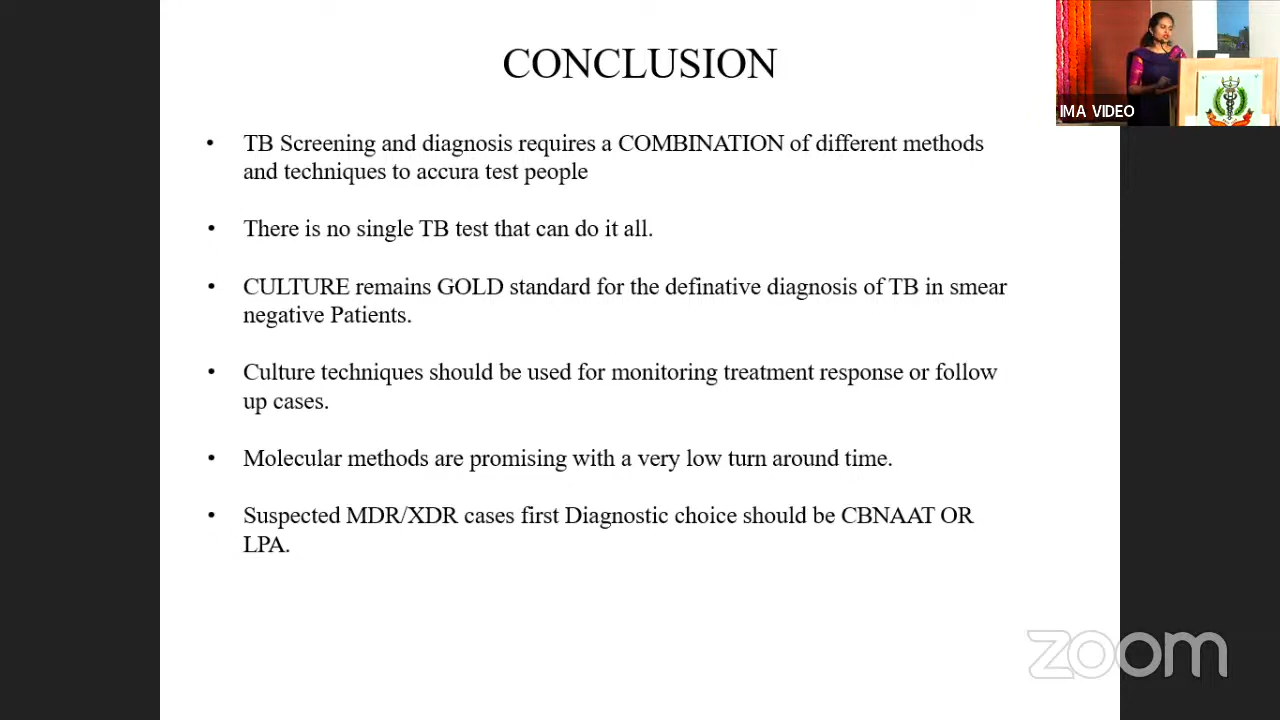 CONCLUSION
• TB Screening and diagnosis requires a COMBINATION of different methods
and techniques to accura test people
• There is no single TB test that can do it all.
• CULTURE remains GOLD standard for the definative diagnosis of TB in smear
negative Patients.
• Culture techniques should be used for monitoring treatment response or follow
up cases.
• Molecular methods are promising with a very low turn around time.
• Suspected MDR/XDR cases first Diagnostic choice should be CBNAAT OR
LPA.
IMA VIDEO
zoom